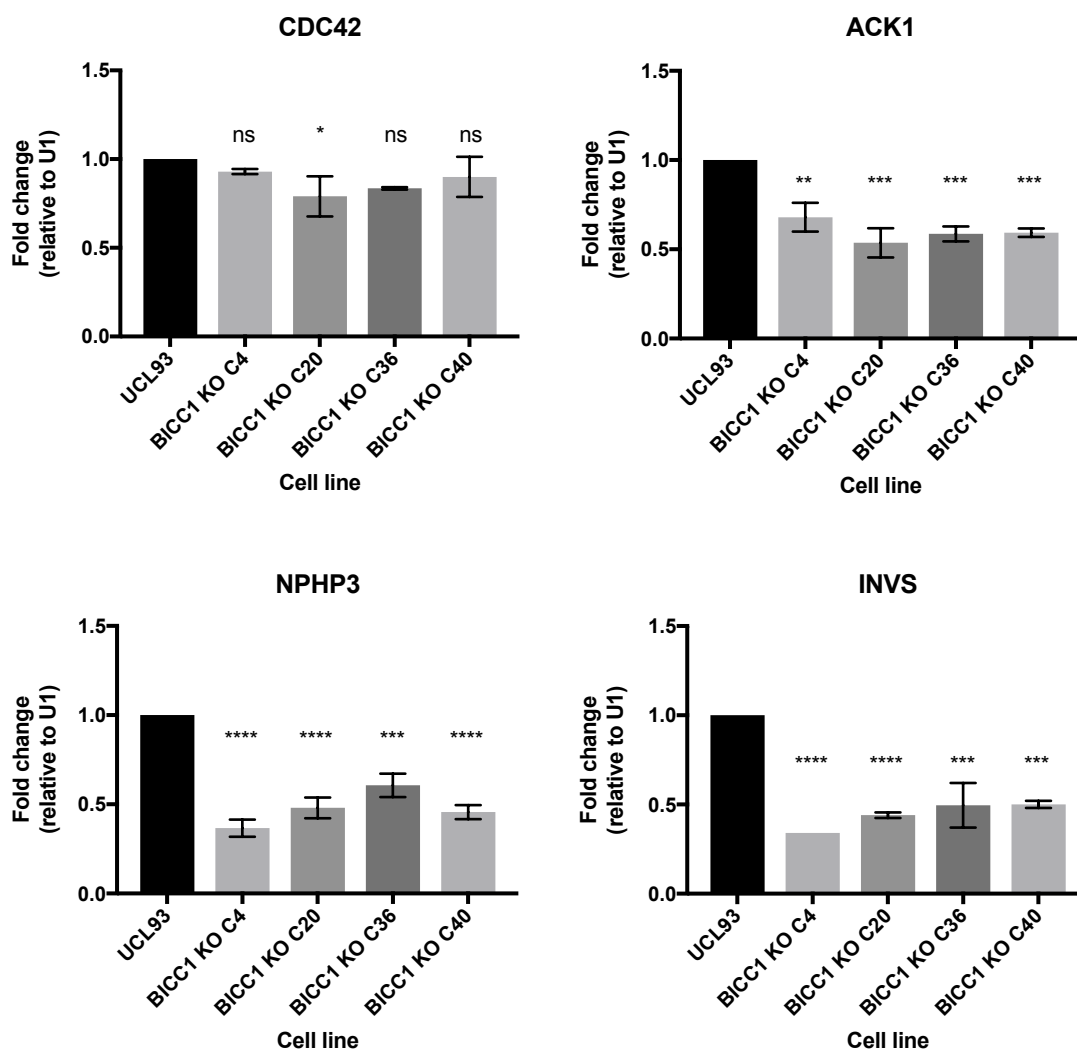 CDC42
Fold change
(relative to U1)
1.5
1.0
0.5
0.0
ns
*
ns
ns
UCL93
BICC1 KO C4
BICC1 KO C20
BICC1 KO C36
BICC1 KO C40
Cell line
ACK1
Fold change
(relative to U1)
1.5
1.0
0.5
0.0
**
***
***
***
UCL93
BICC1 KO C4
BICC1 KO C20
BICC1 KO C36
BICC1 KO C40
Cell line
NPHP3
Fold change
(relative to U1)
1.5
1.0
0.5
0.0
****
****
***
****
UCL93
BICC1 KO C4
BICC1 KO C20
BICC1 KO C36
BICC1 KO C40
Cell line
INVS
Fold change
(relative to U1)
1.5
1.0
0.5
0.0
****
****
***
***
UCL93
BICC1 KO C4
BICC1 KO C20
BICC1 KO C36
BICC1 KO C40
Cell line